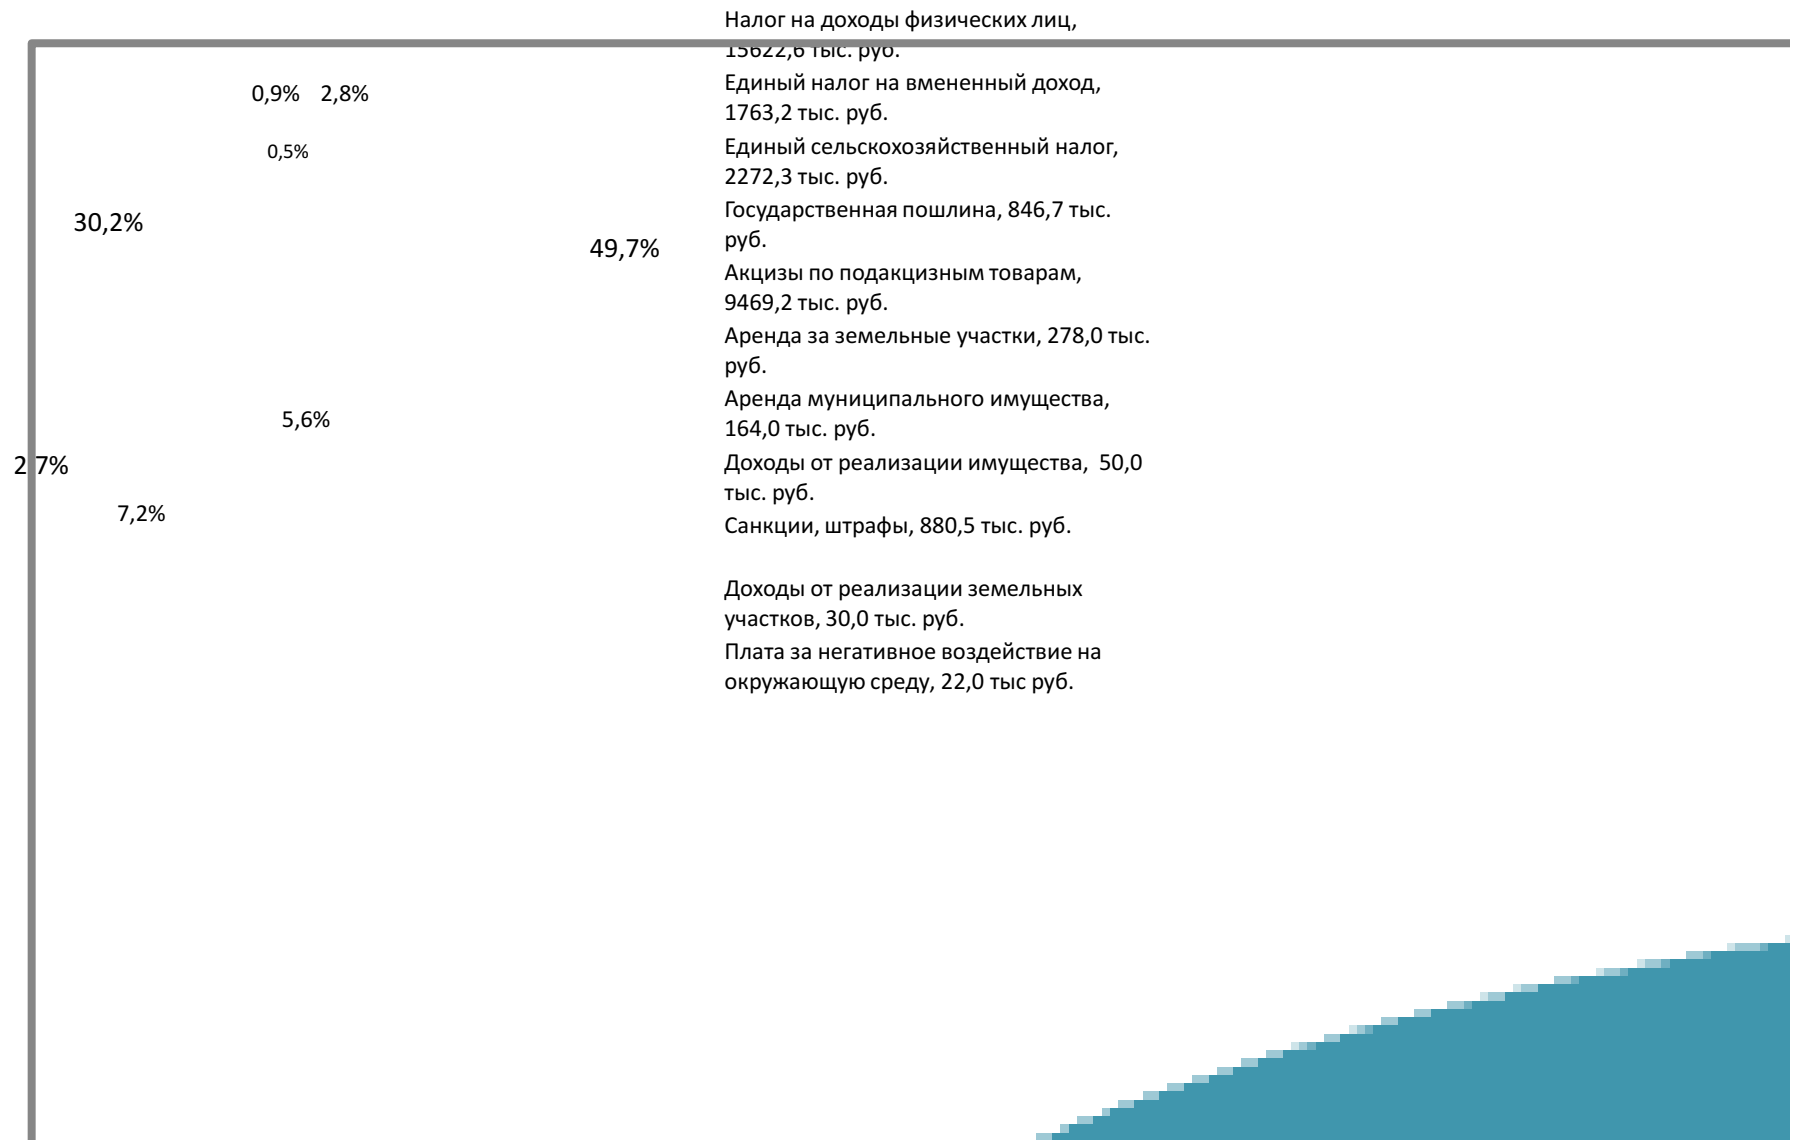 Налог на доходы физических лиц,
15622,6 тыс. руб.
0,9% 2,8%
Единый налог на вмененный доход,
1763,2 тыс. руб.
0,5%
Единый сельскохозяйственный налог,
2272,3 тыс. руб.
30,2%
49,7%
Государственная пошлина, 846,7 тыс.
руб.
Акцизы по подакцизным товарам,
9469,2 тыс. руб.
Аренда за земельные участки, 278,0 тыс.
руб.
Аренда муниципального имущества,
164,0 тыс. руб.
5,6%
2,7%
7,2%
Доходы от реализации имущества, 50,0
тыс. руб.
Санкции, штрафы, 880,5 тыс. руб.
Доходы от реализации земельных
участков, 30,0 тыс. руб.
Плата за негативное воздействие на
окружающую среду, 22,0 тыс руб.